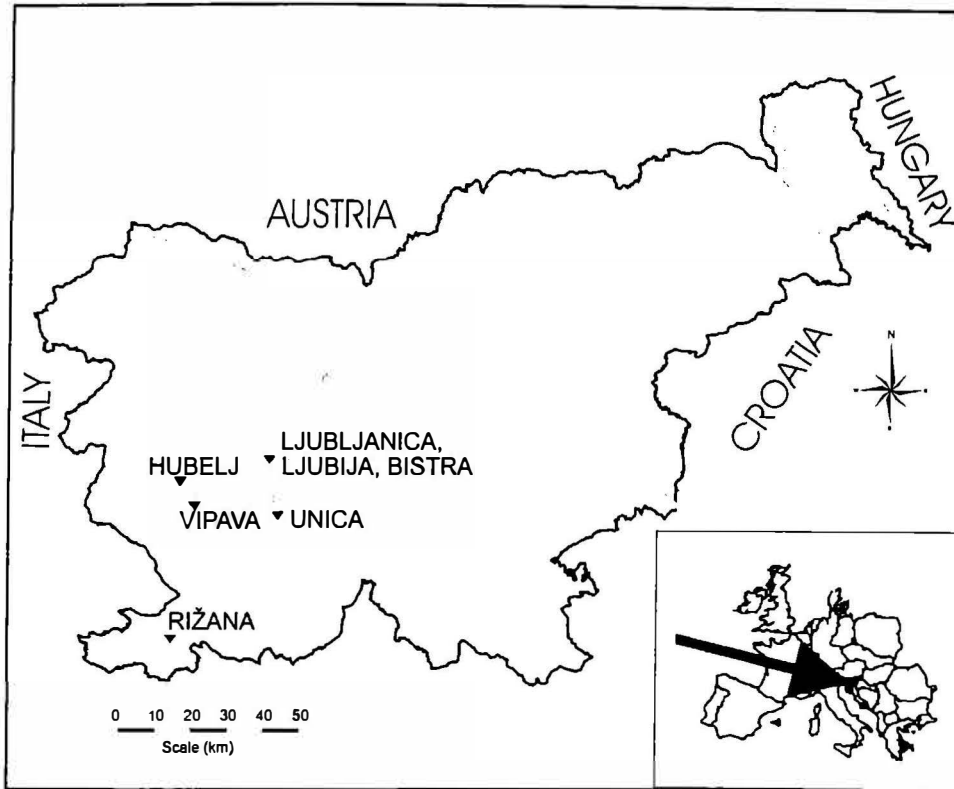 HUNGARY
AUSTRIA
CROATIA
N
ITALY
LJUBLJANICA,
LJUBIJA, BISTRA
HUBELJ
VIPAVA
UNICA
RIŽANA
0 10 20 30 40 50
Scale (km)